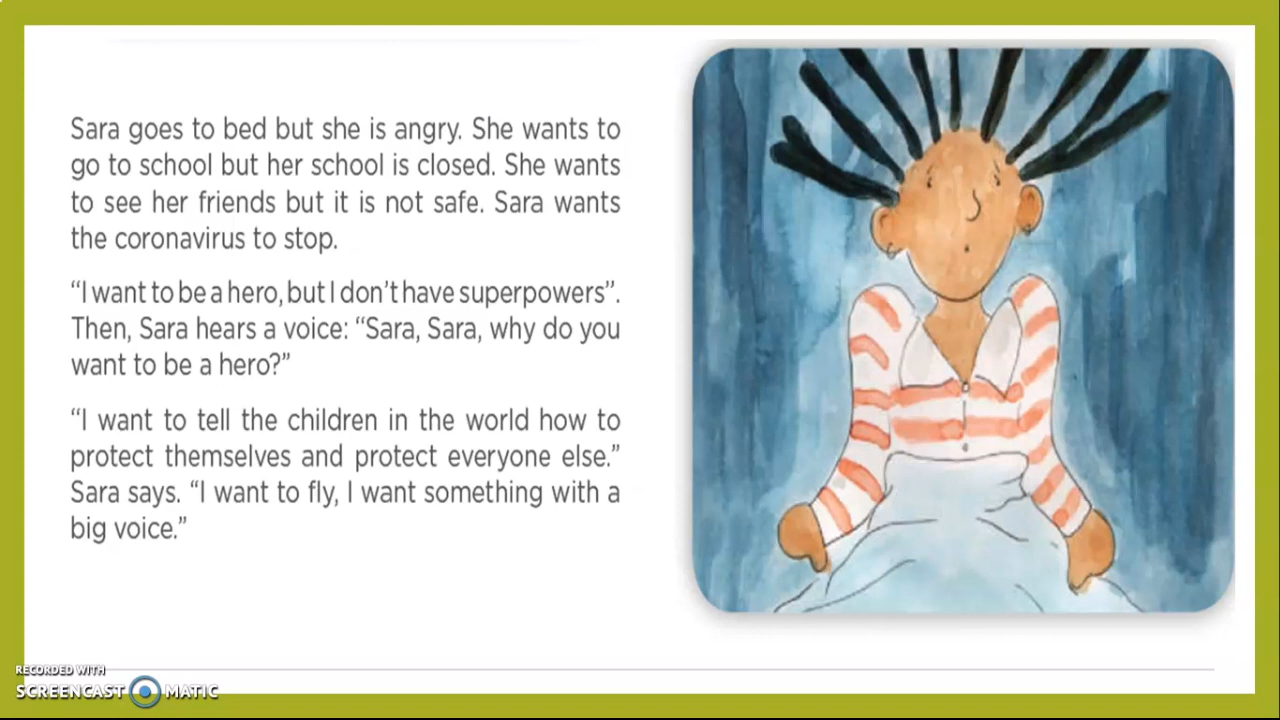 Sara goes to bed but she is angry. She wants to
go to school but her school is closed. She wants
to see her friends but it is not safe. Sara wants
the coronavirus to stop.
“I want to be a hero, but I don’t have superpowers”.
Then, Sara hears a voice: “Sara, Sara, why do you
want to be a hero?”
“I want to tell the children in the world how to
protect themselves and protect everyone else.”
Sara says. “I want to fly, I want something with a
big voice.”
RECORDED WITH
SCREENCAST MATIC